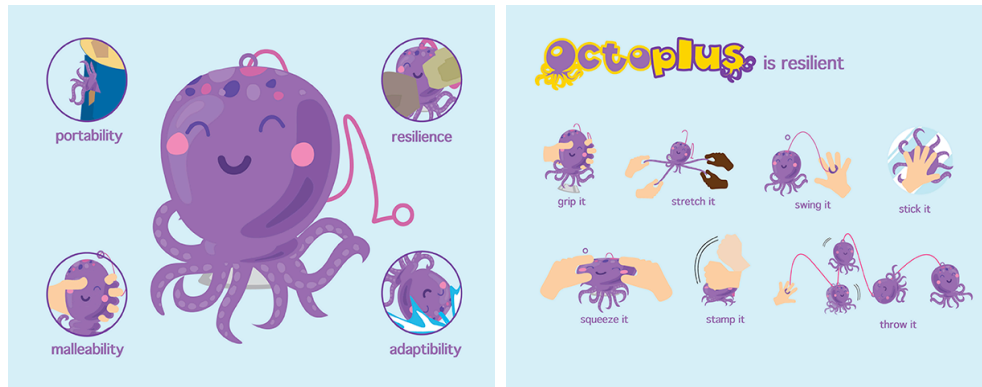 portability
resilience
malleability
adaptibility
Octoplus is resilient
grip it
stretch it
swing it
stick it
squeeze it
stamp it
throw it